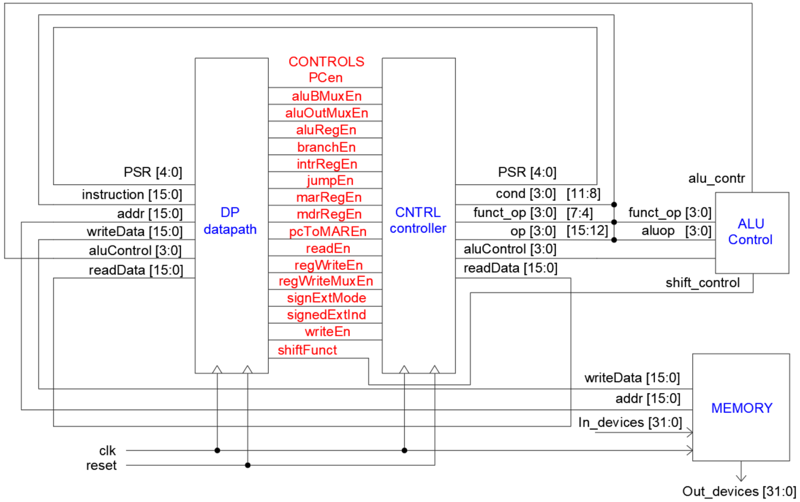 CONTROLS
PCen
aluBMuxEn
aluOutMuxEn
aluRegEn
branchEn
intrRegEn
jumpEn
marRegEn
mdrRegEn
pcToMAREn
readEn
regWriteEn
regWriteMuxEn
signExtMode
signedExtInd
writeEn
shiftFunct
PSR [4:0]
instruction [15:0]
addr [15:0]
writeData [15:0]
aluControl [3:0]
readData [15:0]
DP
datapath
CNTRL
controller
PSR [4:0]
cond [3:0] [11:8]
funct_op [3:0] [7:4]
op [3:0] [15:12]
aluControl [3:0]
readData [15:0]
alu_contr
funct_op [3:0]
aluop [3:0]
ALU
Control
shift_control
writeData [15:0]
addr [15:0]
In_devices [31:0]
MEMORY
clk
reset
Out_devices [31:0]